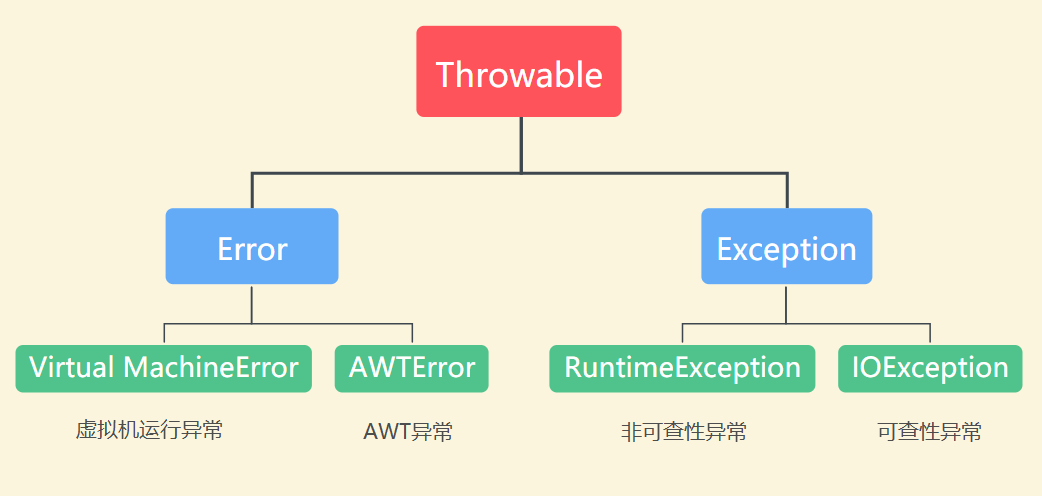 Throwable
Error
Exception
Virtual MachineError
AWTError
RuntimeException
IOException
虚拟机运行异常
AWT异常
非可查性异常
可查性异常